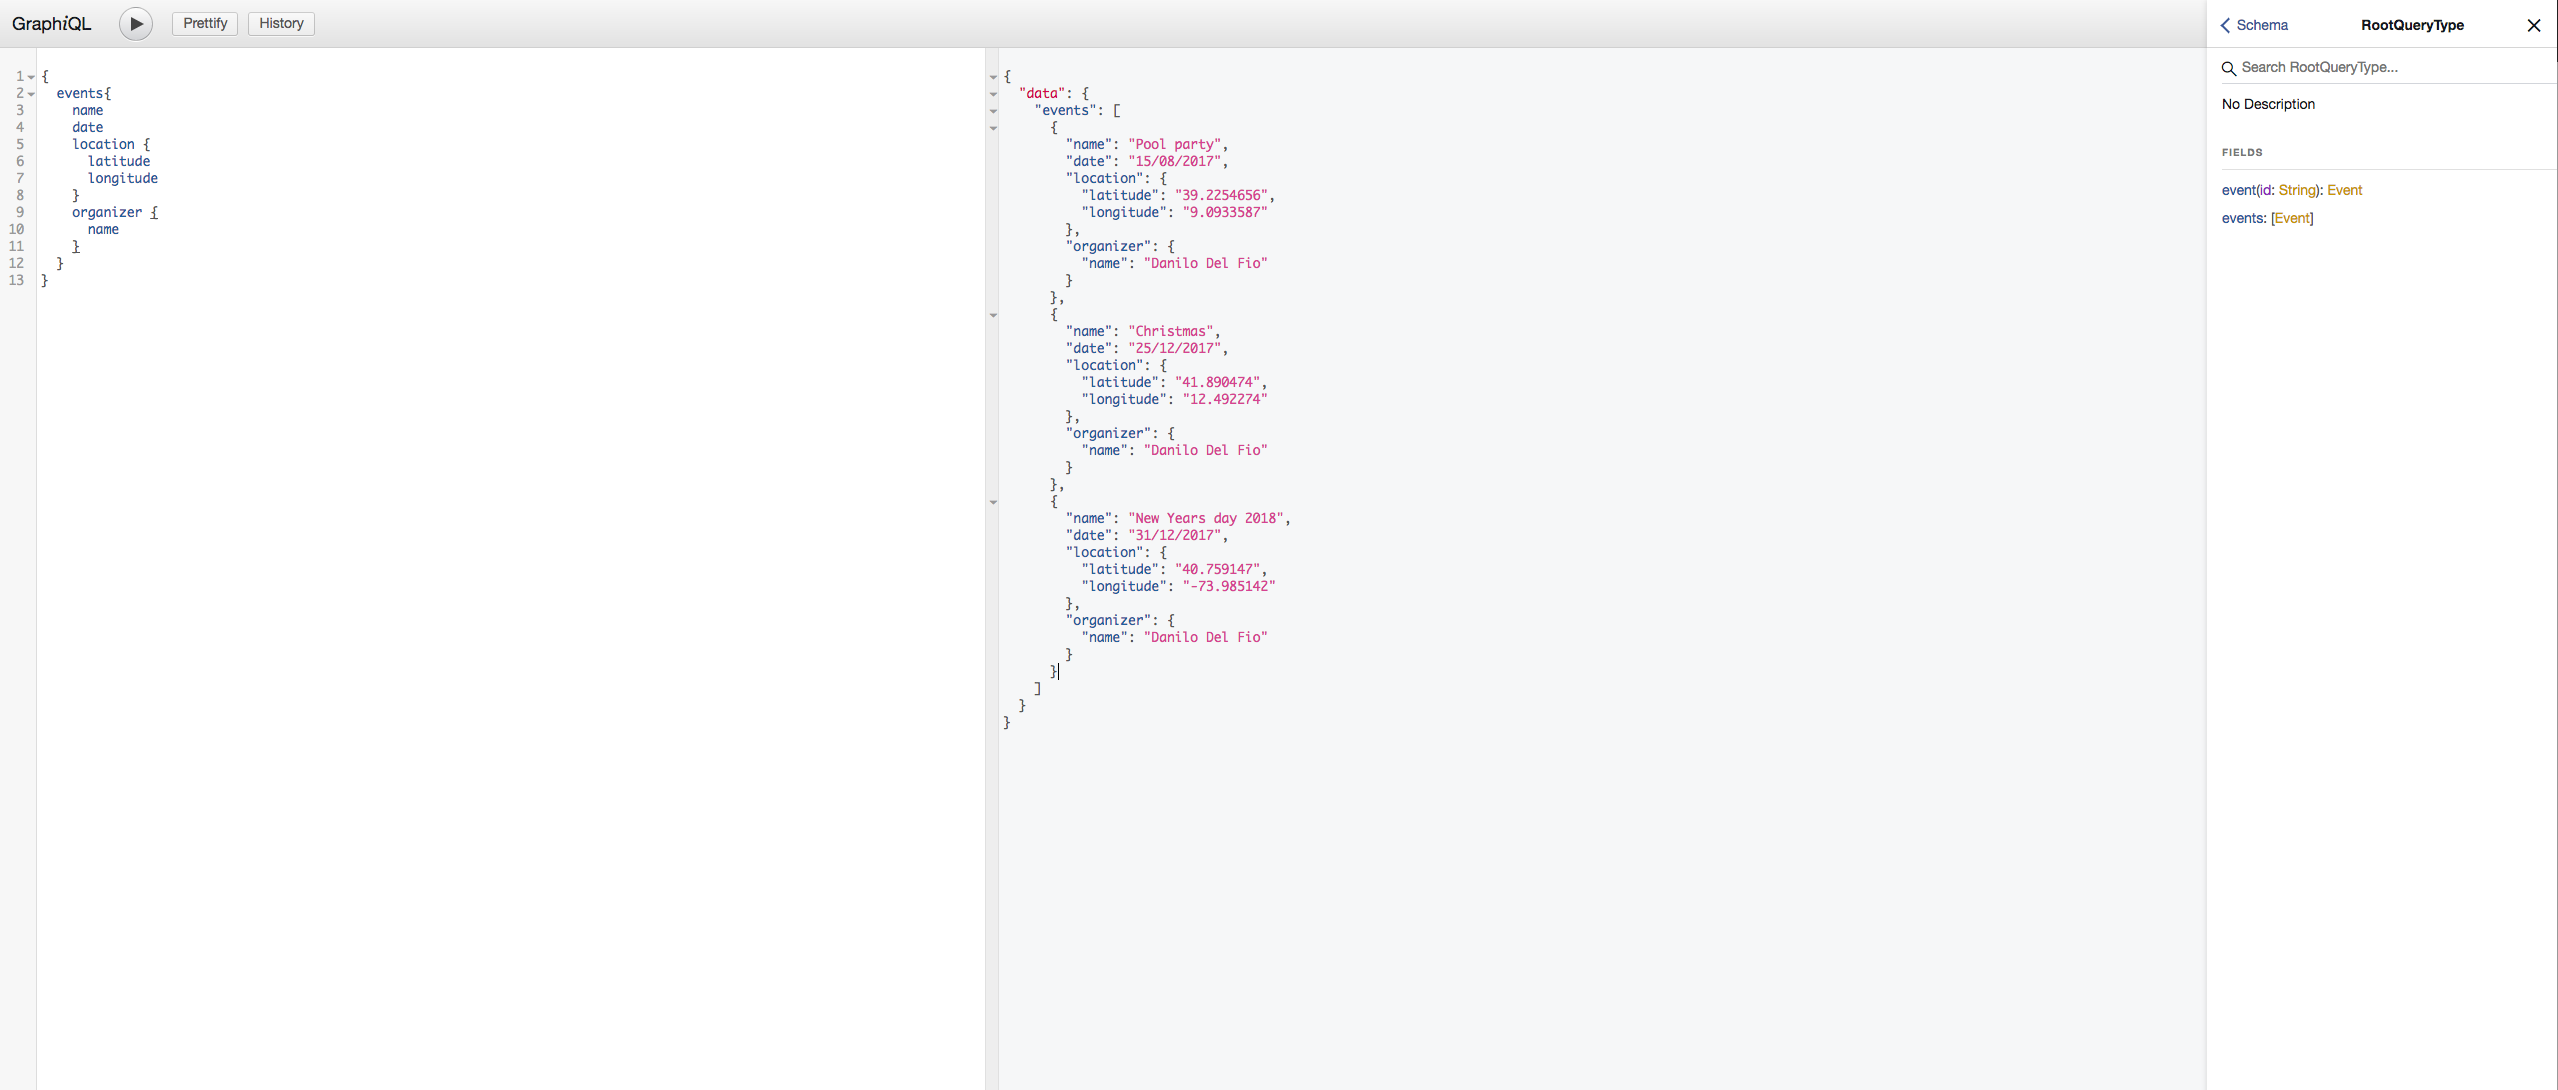 GraphiQL
Prettify
History
1 {
2   events{
3     name
4     date
5     location {
6       latitude
7       longitude
8     }
9     organizer {
10       name
11     }
12   }
13 }
{
  "data": {
    "events": [
      {
        "name": "Pool party",
        "date": "15/08/2017",
        "location": {
          "latitude": "39.2254656",
          "longitude": "9.0933587"
        },
        "organizer": {
          "name": "Danilo Del Fio"
        }
      },
      {
        "name": "Christmas",
        "date": "25/12/2017",
        "location": {
          "latitude": "41.890474",
          "longitude": "12.492274"
        },
        "organizer": {
          "name": "Danilo Del Fio"
        }
      },
      {
        "name": "New Years day 2018",
        "date": "31/12/2017",
        "location": {
          "latitude": "40.759147",
          "longitude": "-73.985142"
        },
        "organizer": {
          "name": "Danilo Del Fio"
        }
      }
    ]
  }
}
Schema
RootQueryType
Search RootQueryType...
No Description
FIELDS
event(id: String): Event
events: [Event]